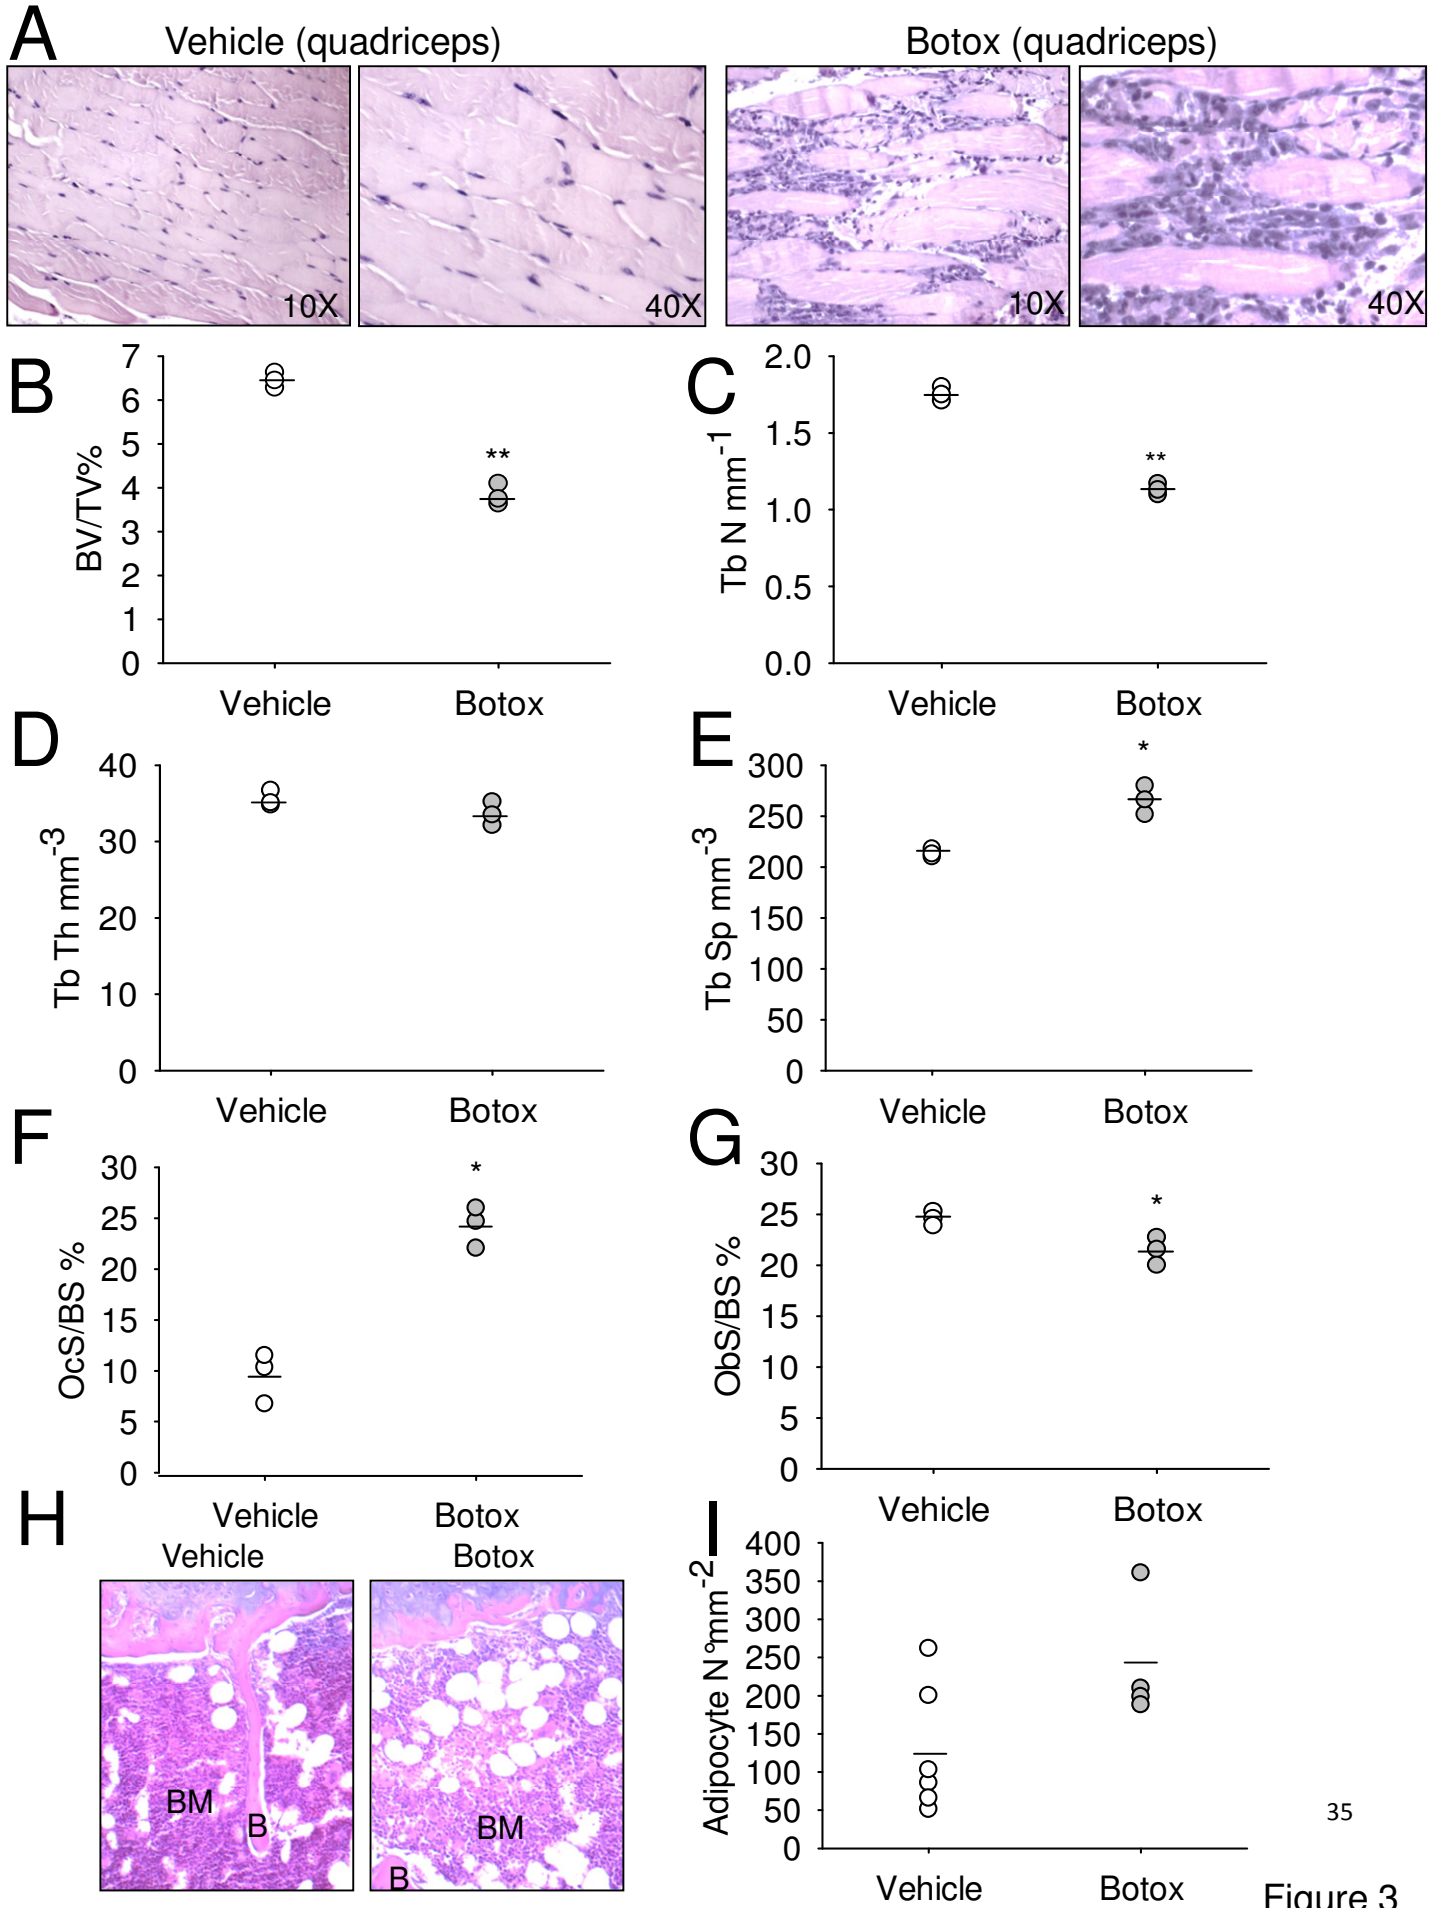 A
Vehicle (quadriceps)
Botox (quadriceps)
10X
40X
10X
40X
B
7
6
5
4
3
2
1
0
BV/TV%
**
Vehicle
Botox
C
2.0
1.5
1.0
0.5
0.0
Tb N mm-1
**
Vehicle
Botox
D
40
30
20
10
0
Tb Th mm-3
Vehicle
Botox
E
300
250
200
150
100
50
0
Tb Sp mm-3
*
Vehicle
Botox
F
30
25
20
15
10
5
0
OcS/BS %
*
Vehicle
Botox
G
30
25
20
15
10
5
0
ObS/BS %
*
Vehicle
Botox
H
Vehicle
Botox
BM
B
BM
B
I
400
350
300
250
200
150
100
50
0
Adipocyte N°mm-2
Vehicle
Botox
35
Figure 3